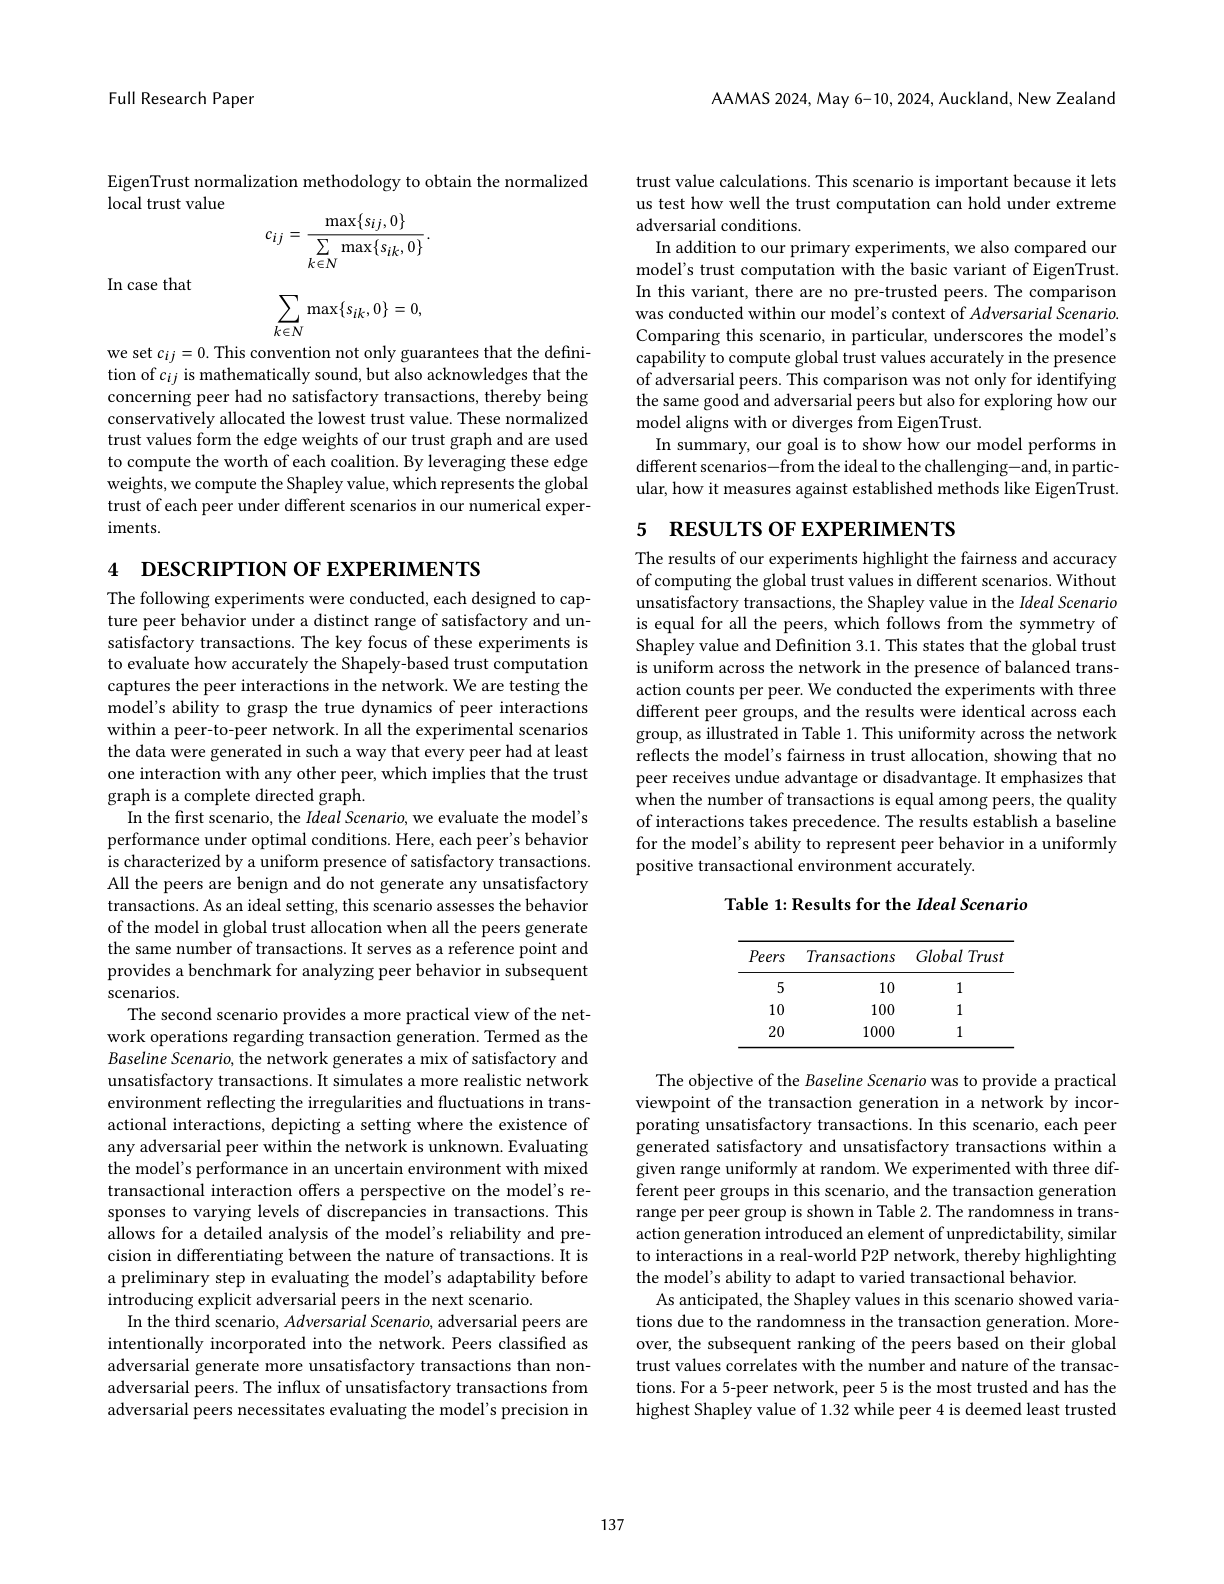 Full Research Paper
AAMAS 2024, May 6–10, 2024, Auckland, New Zealand
EigenTrust normalization methodology to obtain the normalized
local trust value
c_{ij} = \frac{\max\{s_{ij}, 0\}}{\sum_{k \in N} \max\{s_{ik}, 0\}}.
In case that
\sum_{k \in N} \max\{s_{ik}, 0\} = 0,
we set c_{ij} = 0. This convention not only guarantees that the defini-
tion of c_{ij} is mathematically sound, but also acknowledges that the
concerning peer had no satisfactory transactions, thereby being
conservatively allocated the lowest trust value. These normalized
trust values form the edge weights of our trust graph and are used
to compute the worth of each coalition. By leveraging these edge
weights, we compute the Shapley value, which represents the global
trust of each peer under different scenarios in our numerical exper-
iments.
4 DESCRIPTION OF EXPERIMENTS
The following experiments were conducted, each designed to cap-
ture peer behavior under a distinct range of satisfactory and un-
satisfactory transactions. The key focus of these experiments is
to evaluate how accurately the Shapely-based trust computation
captures the peer interactions in the network. We are testing the
model's ability to grasp the true dynamics of peer interactions
within a peer-to-peer network. In all the experimental scenarios
the data were generated in such a way that every peer had at least
one interaction with any other peer, which implies that the trust
graph is a complete directed graph.
In the first scenario, the Ideal Scenario, we evaluate the model's
performance under optimal conditions. Here, each peer's behavior
is characterized by a uniform presence of satisfactory transactions.
All the peers are benign and do not generate any unsatisfactory
transactions. As an ideal setting, this scenario assesses the behavior
of the model in global trust allocation when all the peers generate
the same number of transactions. It serves as a reference point and
provides a benchmark for analyzing peer behavior in subsequent
scenarios.
The second scenario provides a more practical view of the net-
work operations regarding transaction generation. Termed as the
Baseline Scenario, the network generates a mix of satisfactory and
unsatisfactory transactions. It simulates a more realistic network
environment reflecting the irregularities and fluctuations in trans-
actional interactions, depicting a setting where the existence of
any adversarial peer within the network is unknown. Evaluating
the model's performance in an uncertain environment with mixed
transactional interaction offers a perspective on the model's re-
sponses to varying levels of discrepancies in transactions. This
allows for a detailed analysis of the model's reliability and pre-
cision in differentiating between the nature of transactions. It is
a preliminary step in evaluating the model's adaptability before
introducing explicit adversarial peers in the next scenario.
In the third scenario, Adversarial Scenario, adversarial peers are
intentionally incorporated into the network. Peers classified as
adversarial generate more unsatisfactory transactions than non-
adversarial peers. The influx of unsatisfactory transactions from
adversarial peers necessitates evaluating the model's precision in
trust value calculations. This scenario is important because it lets
us test how well the trust computation can hold under extreme
adversarial conditions.
In addition to our primary experiments, we also compared our
model's trust computation with the basic variant of EigenTrust.
In this variant, there are no pre-trusted peers. The comparison
was conducted within our model's context of Adversarial Scenario.
Comparing this scenario, in particular, underscores the model's
capability to compute global trust values accurately in the presence
of adversarial peers. This comparison was not only for identifying
the same good and adversarial peers but also for exploring how our
model aligns with or diverges from EigenTrust.
In summary, our goal is to show how our model performs in
different scenarios—from the ideal to the challenging—and, in partic-
ular, how it measures against established methods like EigenTrust.
5 RESULTS OF EXPERIMENTS
The results of our experiments highlight the fairness and accuracy
of computing the global trust values in different scenarios. Without
unsatisfactory transactions, the Shapley value in the Ideal Scenario
is equal for all the peers, which follows from the symmetry of
Shapley value and Definition 3.1. This states that the global trust
is uniform across the network in the presence of balanced trans-
action counts per peer. We conducted the experiments with three
different peer groups, and the results were identical across each
group, as illustrated in Table 1. This uniformity across the network
reflects the model's fairness in trust allocation, showing that no
peer receives undue advantage or disadvantage. It emphasizes that
when the number of transactions is equal among peers, the quality
of interactions takes precedence. The results establish a baseline
for the model's ability to represent peer behavior in a uniformly
positive transactional environment accurately.
Table 1: Results for the Ideal Scenario
Peers Transactions Global Trust
5 10 1
10 100 1
20 1000 1
The objective of the Baseline Scenario was to provide a practical
viewpoint of the transaction generation in a network by incor-
porating unsatisfactory transactions. In this scenario, each peer
generated satisfactory and unsatisfactory transactions within a
given range uniformly at random. We experimented with three dif-
ferent peer groups in this scenario, and the transaction generation
range per peer group is shown in Table 2. The randomness in trans-
action generation introduced an element of unpredictability, similar
to interactions in a real-world P2P network, thereby highlighting
the model's ability to adapt to varied transactional behavior.
As anticipated, the Shapley values in this scenario showed varia-
tions due to the randomness in the transaction generation. More-
over, the subsequent ranking of the peers based on their global
trust values correlates with the number and nature of the transac-
tions. For a 5-peer network, peer 5 is the most trusted and has the
highest Shapley value of 1.32 while peer 4 is deemed least trusted
137